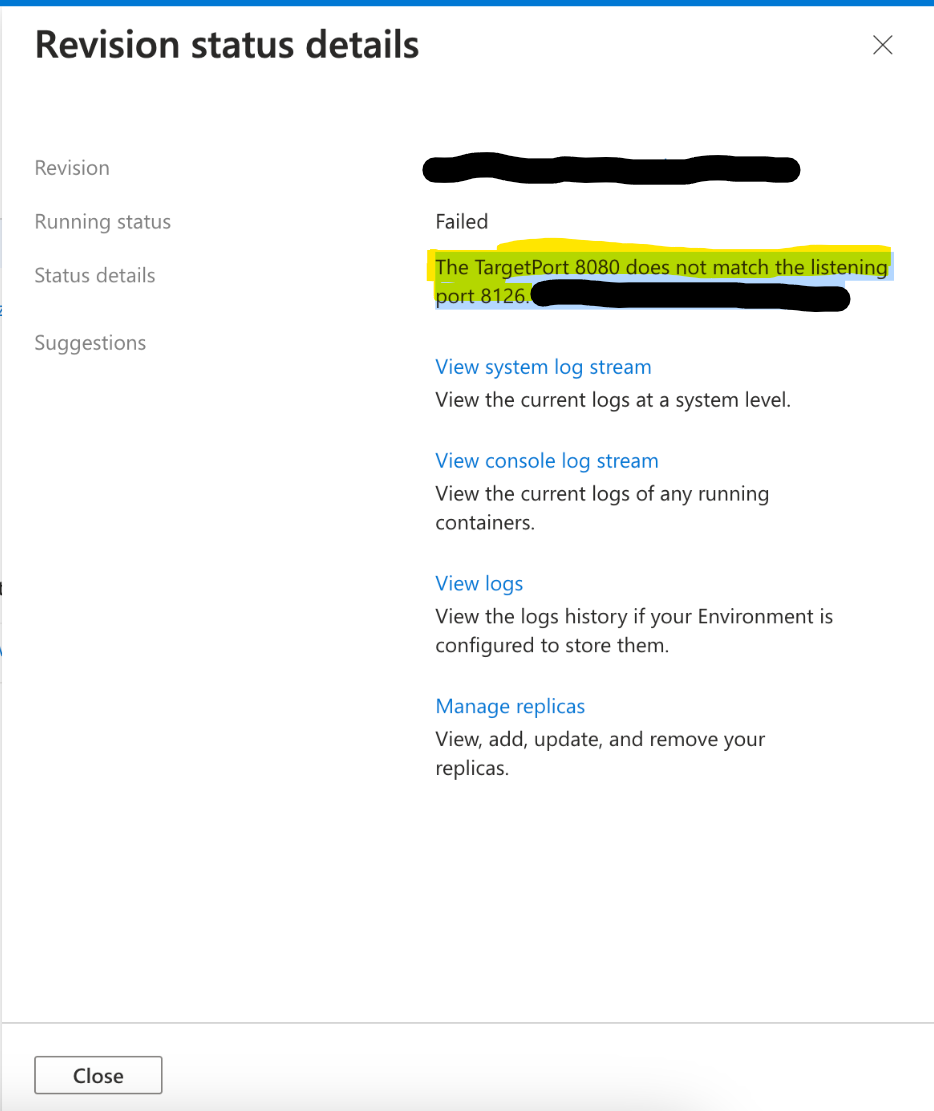 Revision status details
Revision
Running status
Failed
Status details
The TargetPort 8080 does not match the listening
port 8126.
Suggestions
View system log stream
View the current logs at a system level.
View console log stream
View the current logs of any running
containers.
View logs
View the logs history if your Environment is
configured to store them.
Manage replicas
View, add, update, and remove your
replicas.
Close